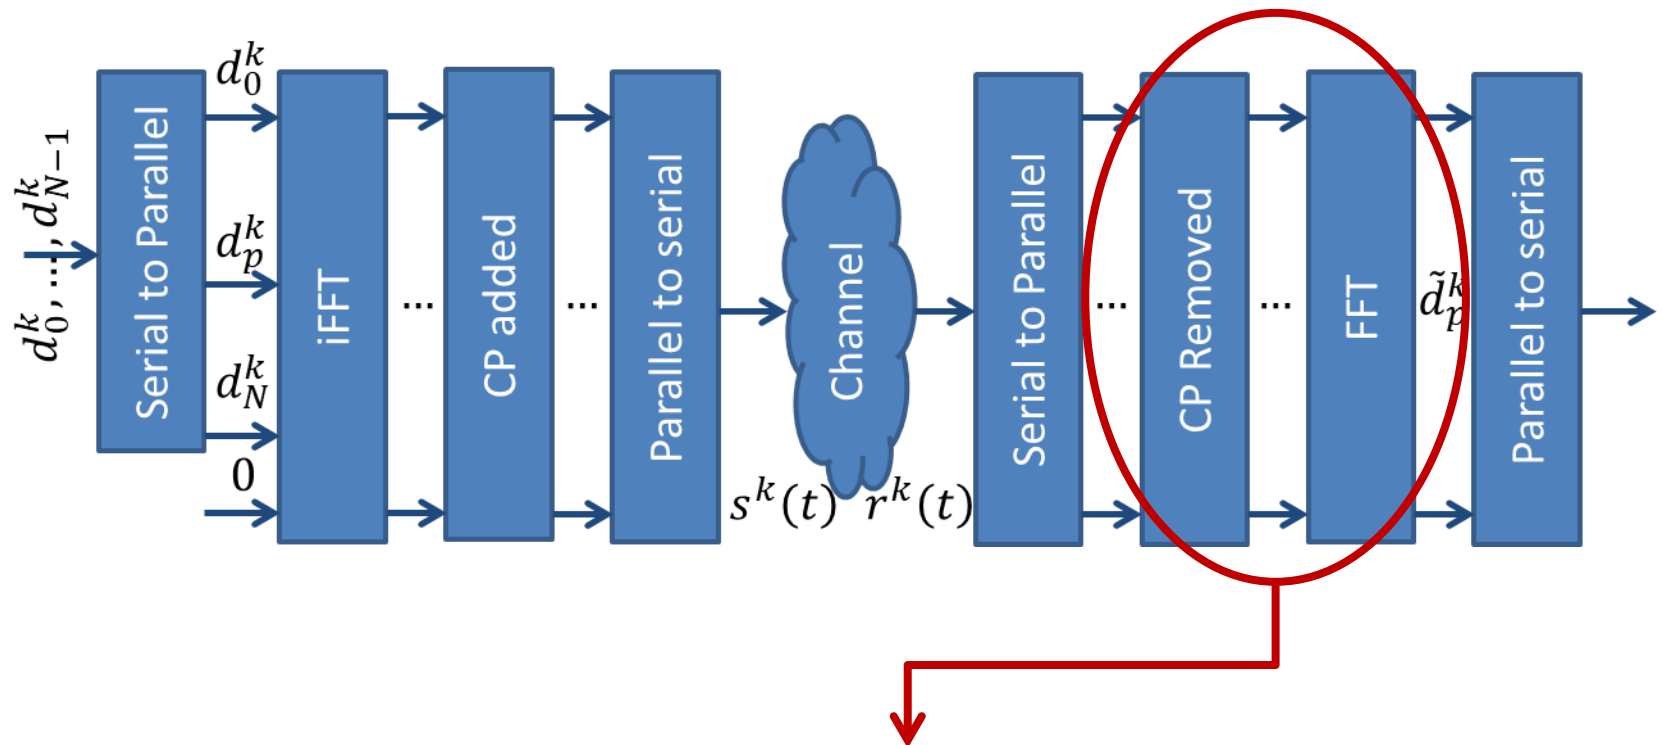 d_0^k, ..., d_{N-1}^k
Serial to Parallel
d_0^k
d_p^k
d_N^k
0
iFFT
...
CP added
...
Parallel to serial
s^k(t)
Channel
r^k(t)
Serial to Parallel
...
CP Removed
...
FFT
\tilde{d}_p^k
Parallel to serial